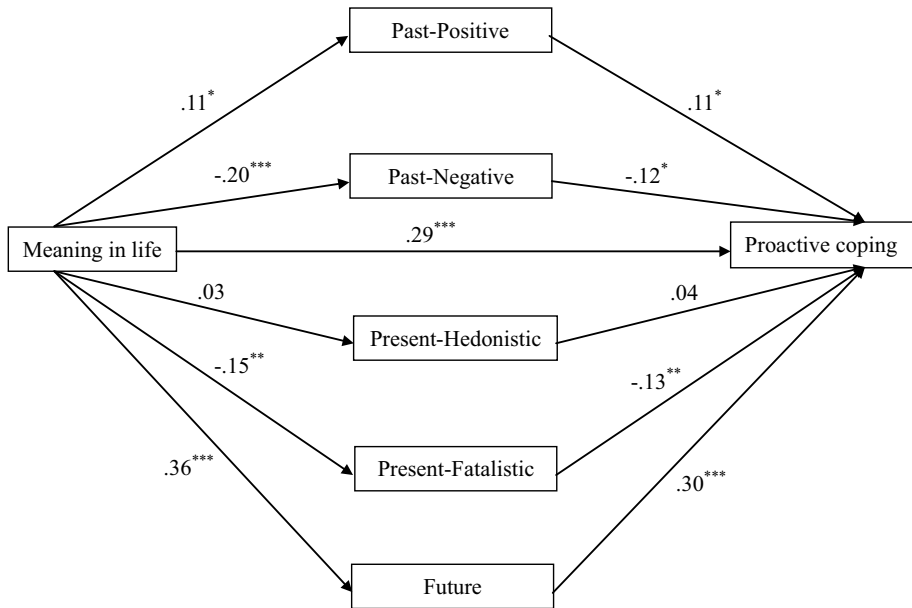 Past-Positive
.11*
.11*
-.20***
Past-Negative
-.12*
Meaning in life
.29***
Proactive coping
.03
.04
Present-Hedonistic
-.15**
-.13**
.36***
Present-Fatalistic
.30***
Future